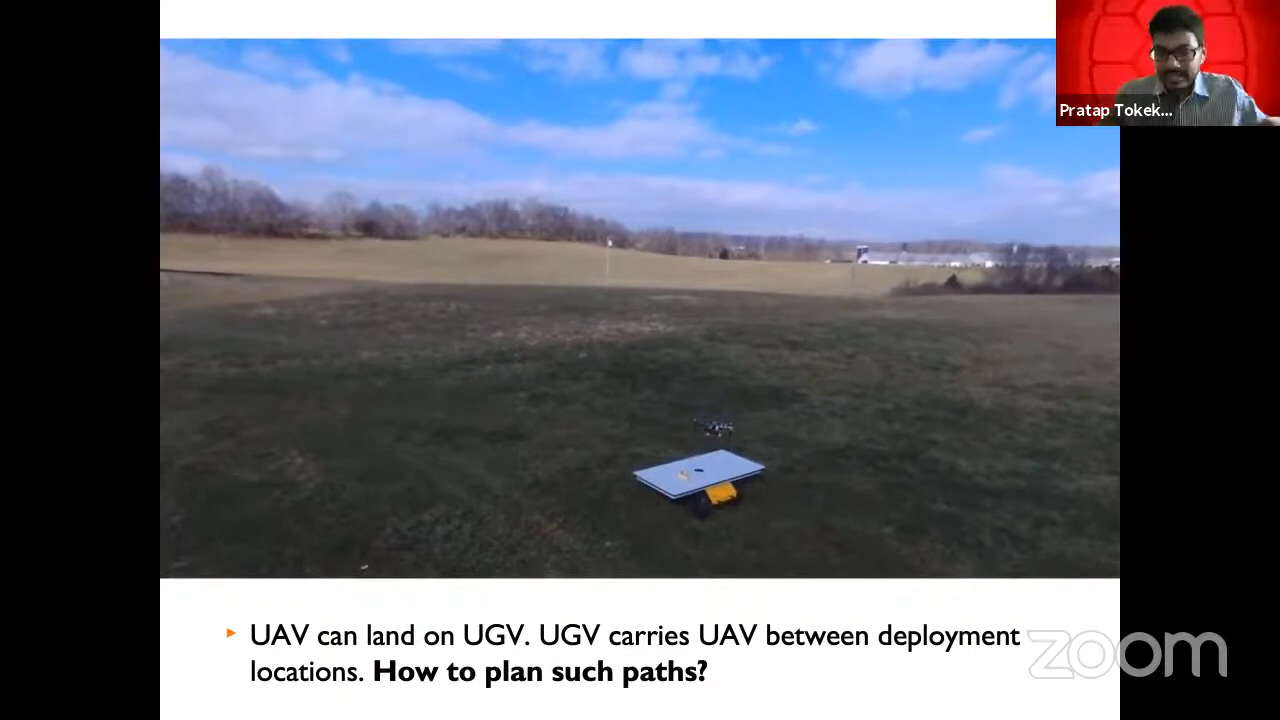 Pratap Tokek...
UAV can land on UGV. UGV carries UAV between deployment
locations. How to plan such paths?
zoom